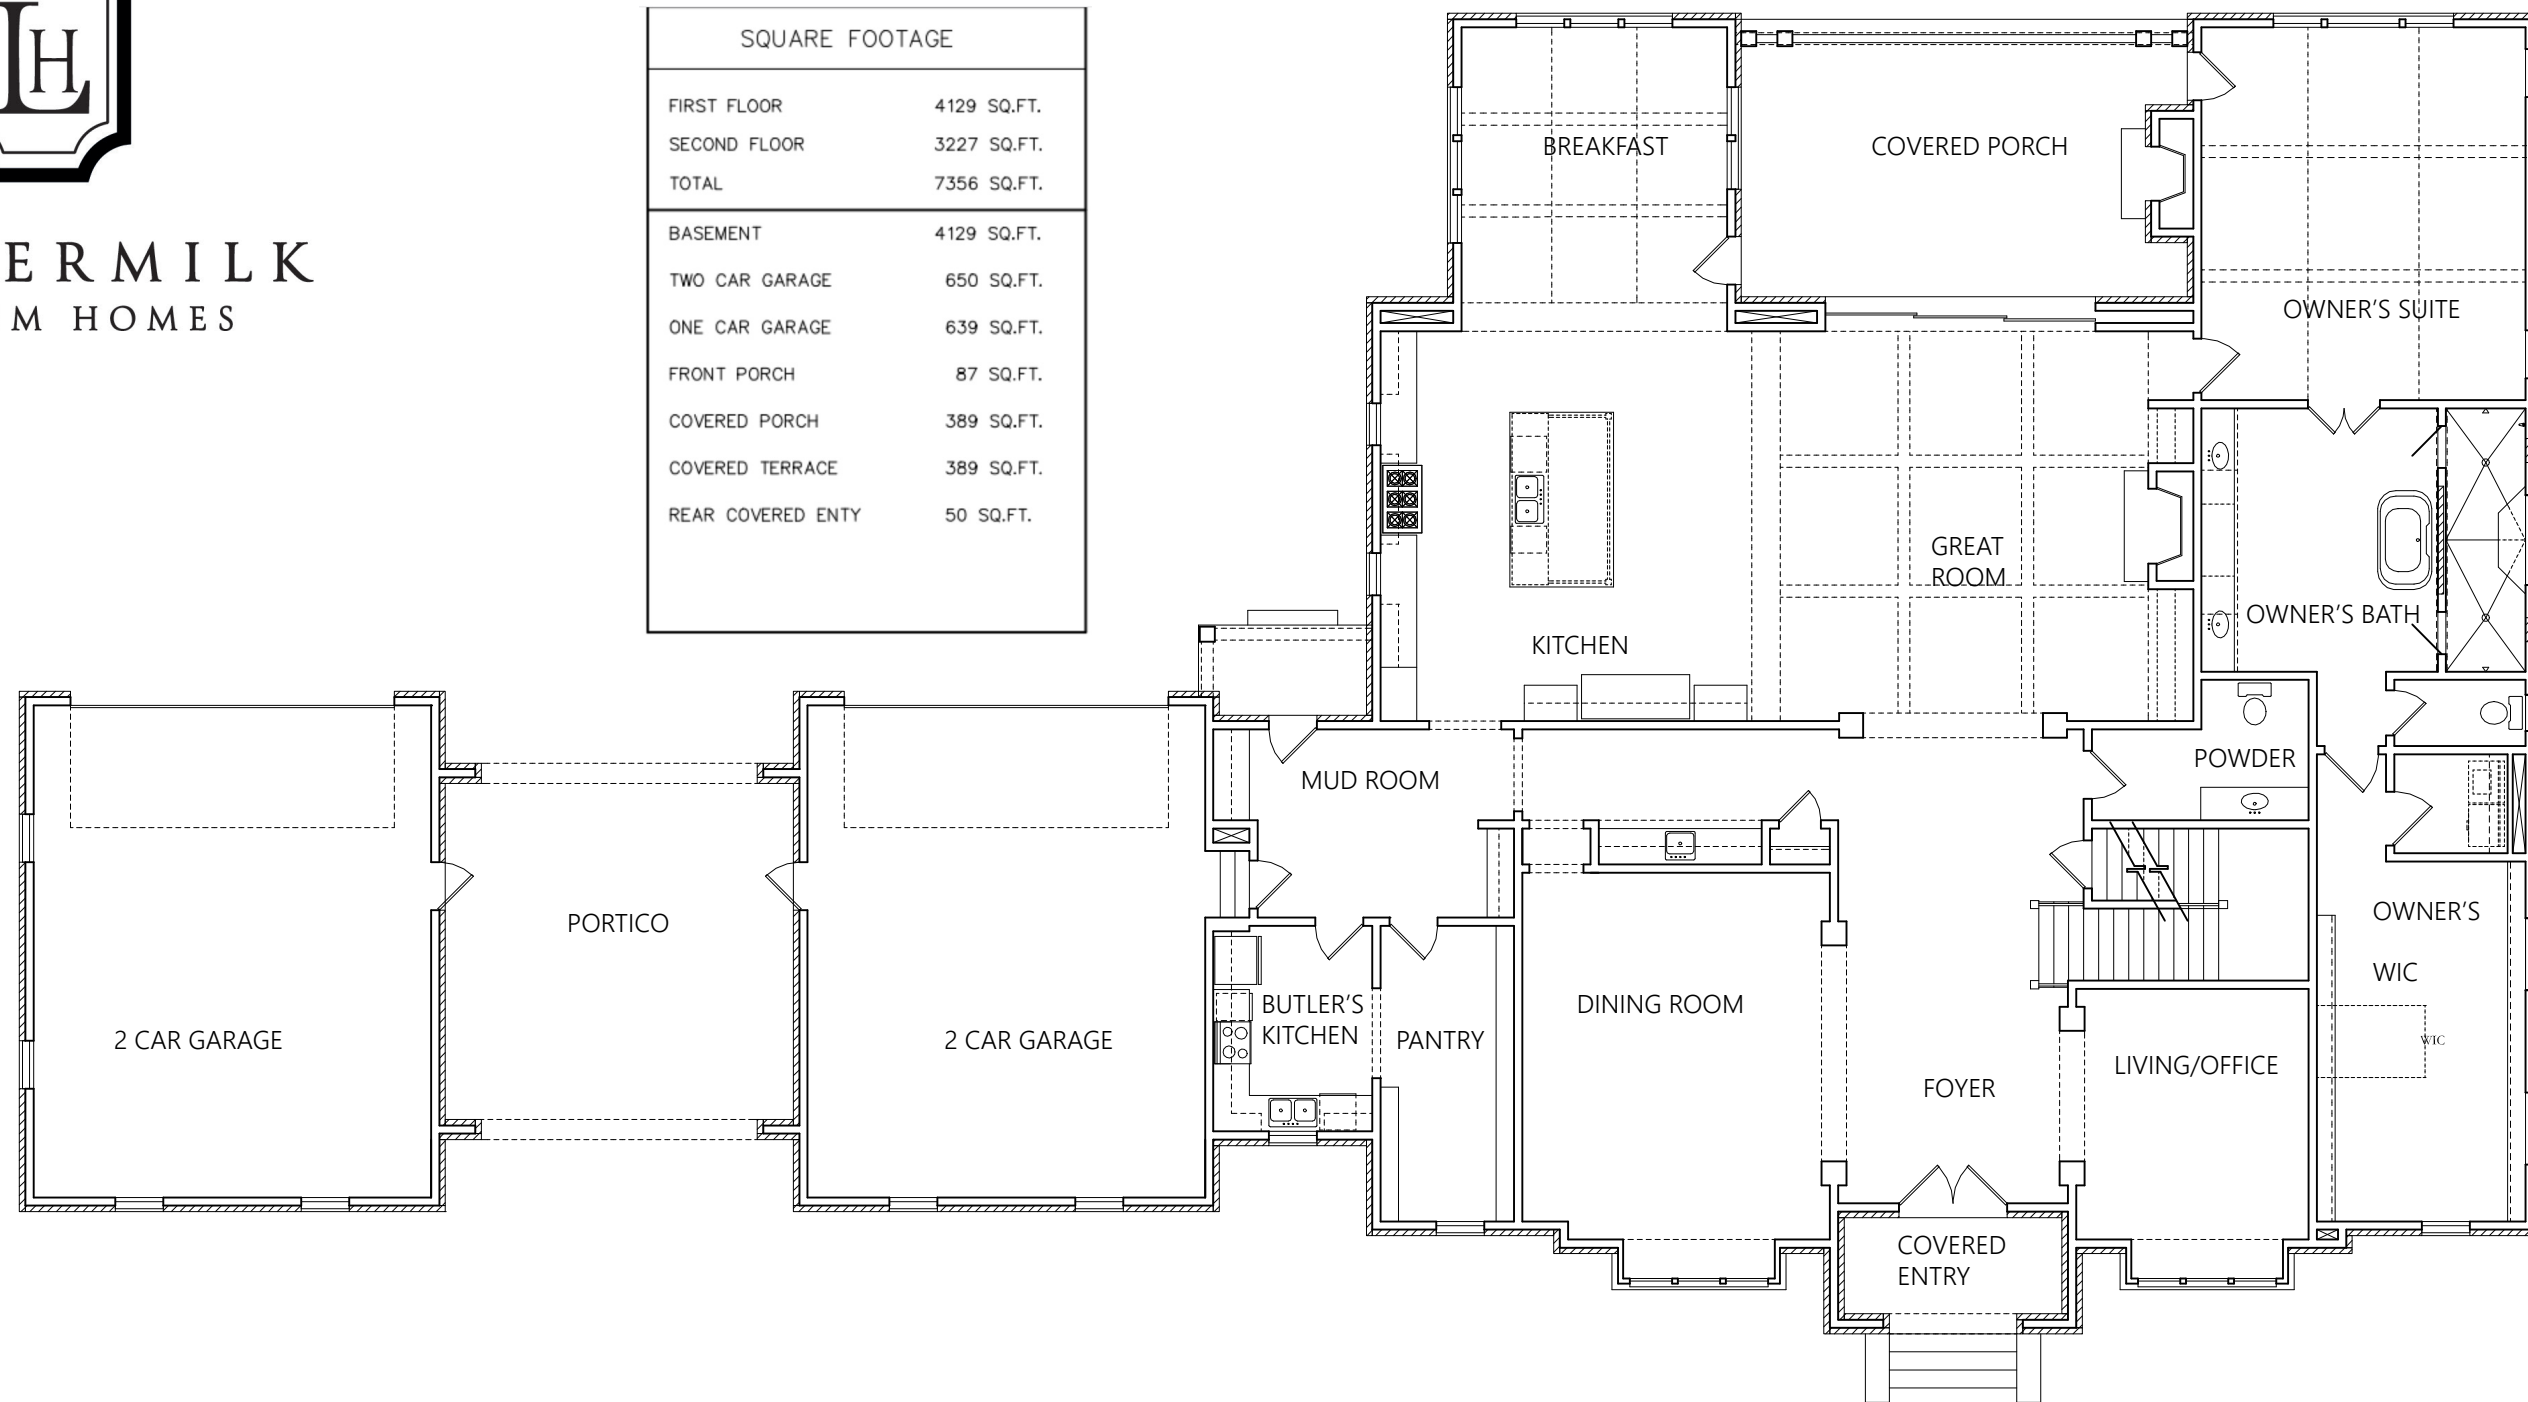 LH
ERMILK
M HOMES
SQUARE FOOTAGE
FIRST FLOOR 4129 SQ.FT.
SECOND FLOOR 3227 SQ.FT.
TOTAL 7356 SQ.FT.
BASEMENT 4129 SQ.FT.
TWO CAR GARAGE 650 SQ.FT.
ONE CAR GARAGE 639 SQ.FT.
FRONT PORCH 87 SQ.FT.
COVERED PORCH 389 SQ.FT.
COVERED TERRACE 389 SQ.FT.
REAR COVERED ENTY 50 SQ.FT.
BREAKFAST
COVERED PORCH
OWNER'S SUITE
GREAT
ROOM
OWNER'S BATH
KITCHEN
POWDER
MUD ROOM
PORTICO
OWNER'S
WIC
2 CAR GARAGE
2 CAR GARAGE
BUTLER'S
KITCHEN
PANTRY
DINING ROOM
WIC
LIVING/OFFICE
FOYER
COVERED
ENTRY